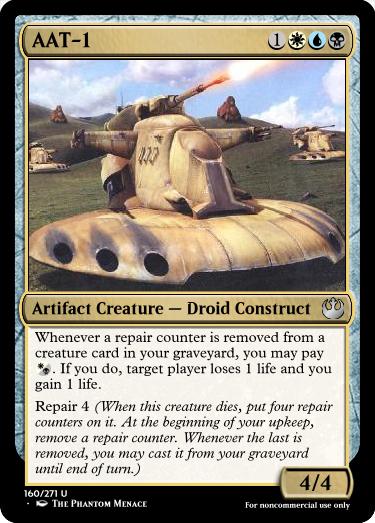 AAT-1
1
Artifact Creature — Droid Construct
Whenever a repair counter is removed from a
creature card in your graveyard, you may pay
. If you do, target player loses 1 life and you
gain 1 life.
Repair 4 (When this creature dies, put four repair
counters on it. At the beginning of your upkeep,
remove a repair counter. Whenever the last is
removed, you may cast it from your graveyard
until end of turn.)
4/4
160/271 U
· THE PHANTOM MENACE
For noncommercial use only